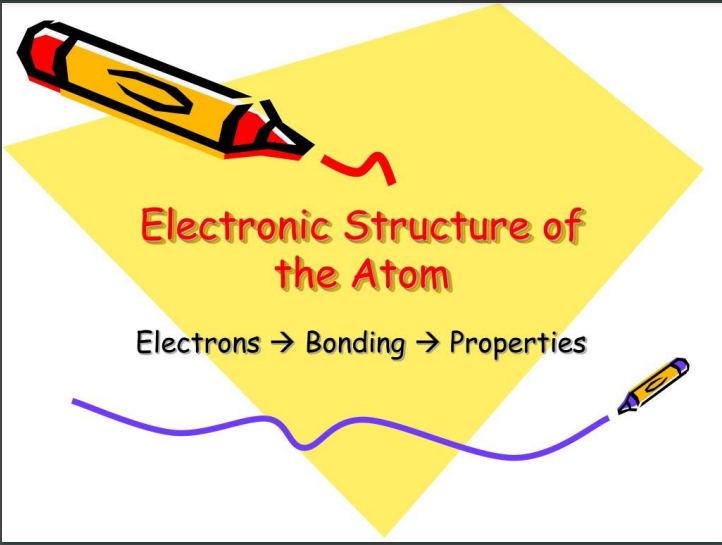 Electronic Structure of
the Atom
Electrons → Bonding → Properties